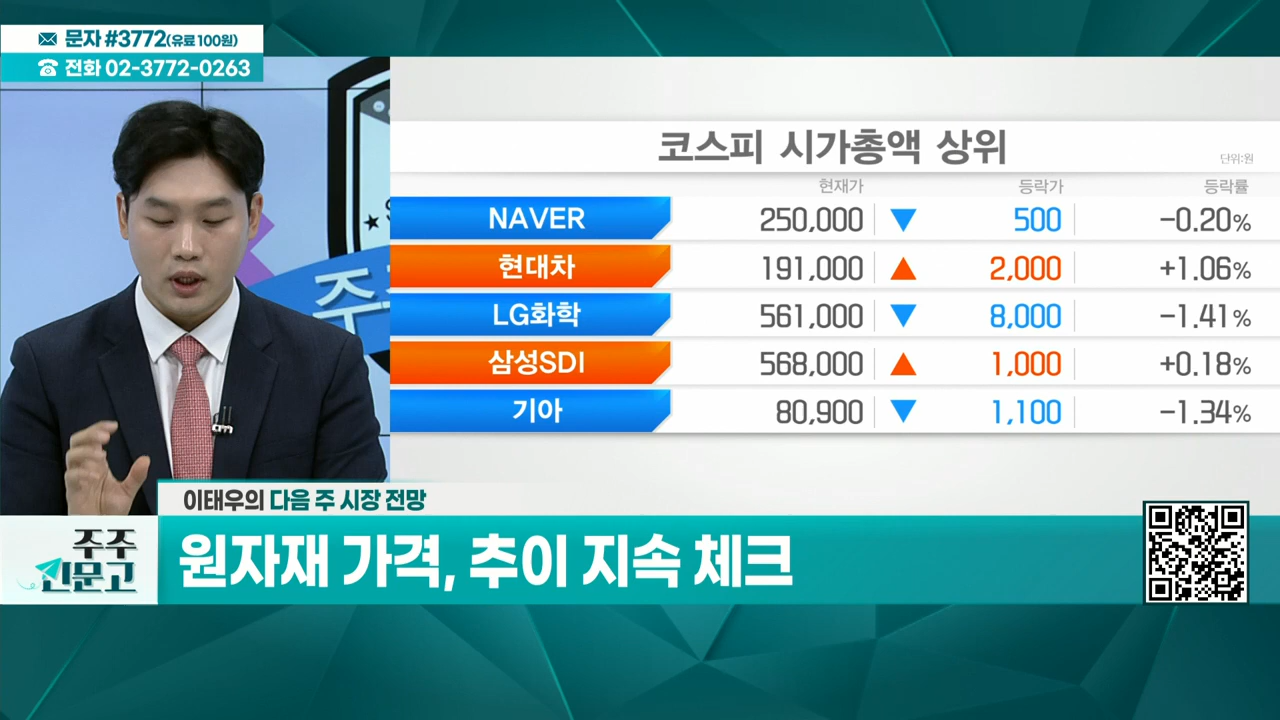 문자 #3772(유료 100원)
전화 02-3772-0263
코스피 시가총액 상위
단위:원
현재가 등락가 등락률
NAVER 250,000 ▼ 500 -0.20%
현대차 191,000 ▲ 2,000 +1.06%
LG화학 561,000 ▼ 8,000 -1.41%
삼성SDI 568,000 ▲ 1,000 +0.18%
기아 80,900 ▼ 1,100 -1.34%
이태우의 다음 주 시장 전망
주주
신문고
원자재 가격, 추이 지속 체크